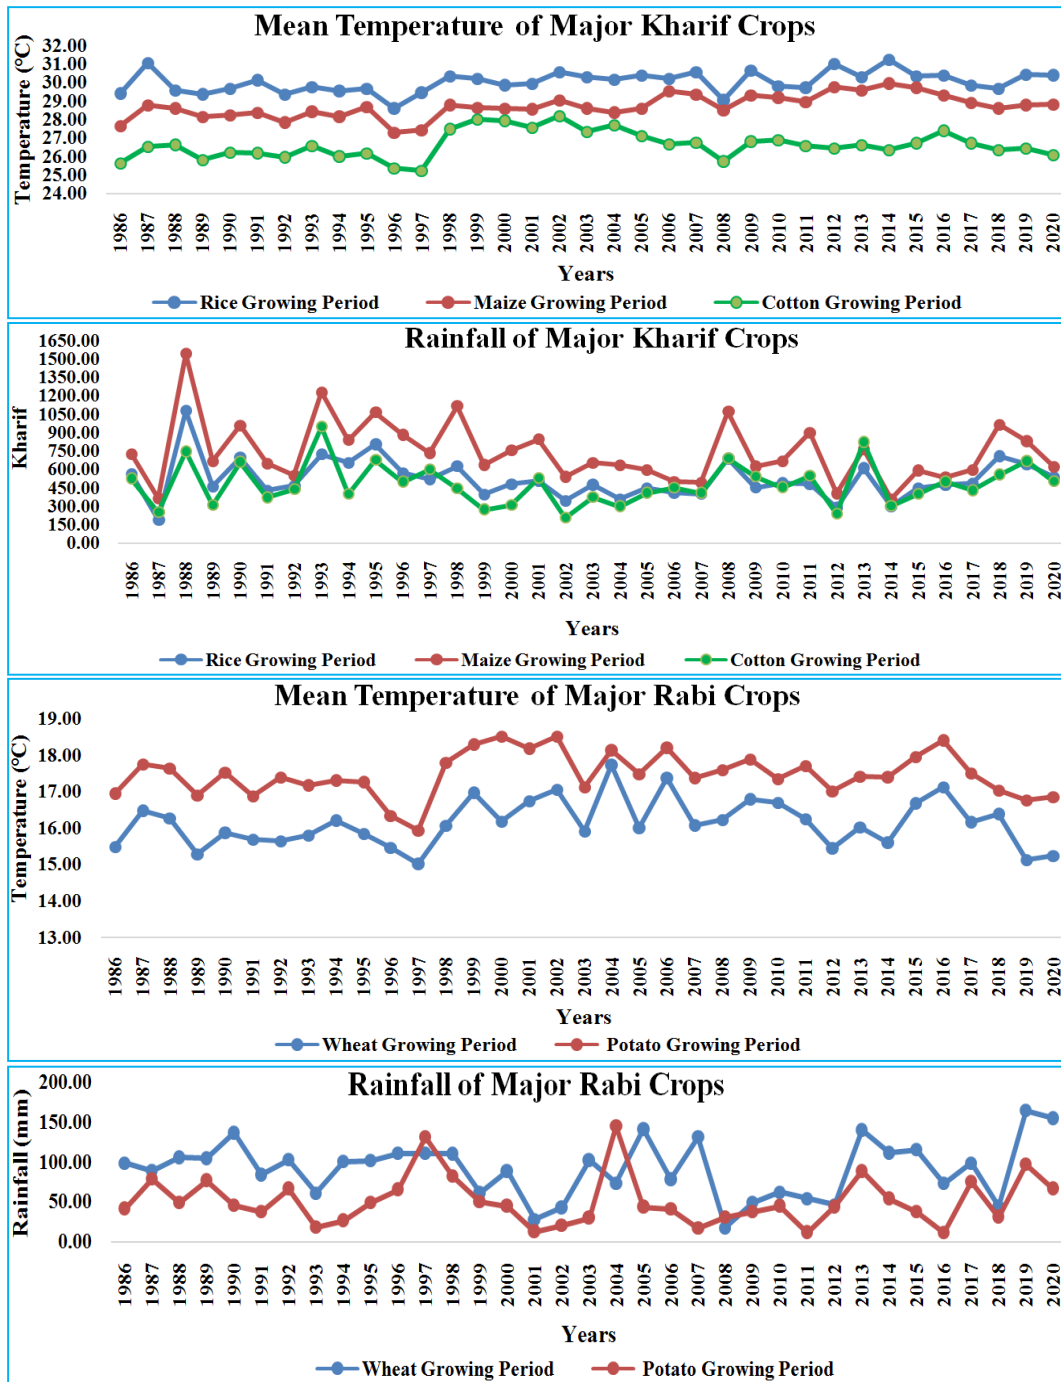 Mean Temperature of Major Kharif Crops
Temperature (°C)
32.00
31.00
30.00
29.00
28.00
27.00
26.00
25.00
24.00
1986 1987 1988 1989 1990 1991 1992 1993 1994 1995 1996 1997 1998 1999 2000 2001 2002 2003 2004 2005 2006 2007 2008 2009 2010 2011 2012 2013 2014 2015 2016 2017 2018 2019 2020
Years
Rice Growing Period Maize Growing Period Cotton Growing Period
Rainfall of Major Kharif Crops
Kharif
1650.00
1500.00
1350.00
1200.00
1050.00
900.00
750.00
600.00
450.00
300.00
150.00
0.00
1986 1987 1988 1989 1990 1991 1992 1993 1994 1995 1996 1997 1998 1999 2000 2001 2002 2003 2004 2005 2006 2007 2008 2009 2010 2011 2012 2013 2014 2015 2016 2017 2018 2019 2020
Years
Rice Growing Period Maize Growing Period Cotton Growing Period
Mean Temperature of Major Rabi Crops
Temperature (°C)
19.00
18.00
17.00
16.00
15.00
14.00
13.00
1986 1987 1988 1989 1990 1991 1992 1993 1994 1995 1996 1997 1998 1999 2000 2001 2002 2003 2004 2005 2006 2007 2008 2009 2010 2011 2012 2013 2014 2015 2016 2017 2018 2019 2020
Years
Wheat Growing Period Potato Growing Period
Rainfall of Major Rabi Crops
Rainfall (mm)
200.00
150.00
100.00
50.00
0.00
1986 1987 1988 1989 1990 1991 1992 1993 1994 1995 1996 1997 1998 1999 2000 2001 2002 2003 2004 2005 2006 2007 2008 2009 2010 2011 2012 2013 2014 2015 2016 2017 2018 2019 2020
Years
Wheat Growing Period Potato Growing Period